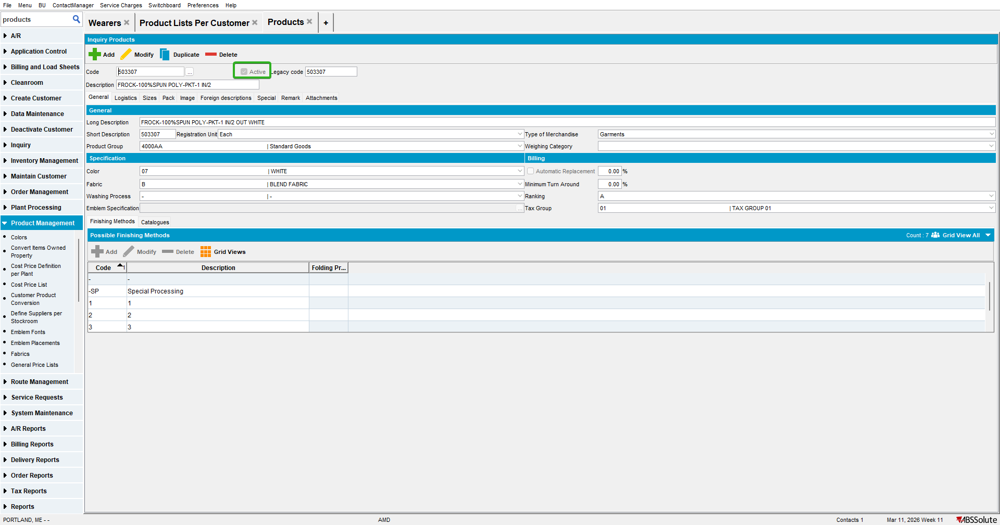 File Menu BU ContactManager Service Charges Switchboard Preferences Help
products
Wearers Product Lists Per Customer Products +
A/R
Application Control
Billing and Load Sheets
Cleanroom
Create Customer
Data Maintenance
Deactivate Customer
Inquiry
Inventory Management
Maintain Customer
Order Management
Plant Processing
Product Management
Colors
Convert Items Owned
Property
Cost Price Definition
per Plant
Cost Price List
Customer Product
Conversion
Define Suppliers per
Stockroom
Emblem Fonts
Emblem Placements
Fabrics
General Price Lists
Route Management
Service Requests
System Maintenance
A/R Reports
Billing Reports
Delivery Reports
Order Reports
Tax Reports
Reports
Inquiry Products
Add Modify Duplicate Delete
Code 503307 ... Active Legacy code 503307
Description FROCK-100%SPUN POLY-PKT-1 IN/2
General Logistics Sizes Pack Image Foreign descriptions Special Remark Attachments
General
Long Description FROCK-100%SPUN POLY-PKT-1 IN/2 OUT WHITE
Short Description 503307 Registration Unit Each Type of Merchandise Garments
Product Group 4000AA | Standard Goods Weighing Category
Specification Billing
Color 07 | WHITE Automatic Replacement 0.00 %
Fabric B | BLEND FABRIC Minimum Turn Around 0.00 %
Washing Process - | - Ranking A
Emblem Specification ... Tax Group 01 | TAX GROUP 01
Finishing Methods Catalogues
Possible Finishing Methods Count : 7 Grid View All
Add Modify Delete Grid Views
Code 1 Description Folding Pr...
- -
-SP Special Processing
1 1
2 2
3 3
PORTLAND, ME - - AMD Contacts 1 Mar 11, 2026 Week 11 ABSSolute